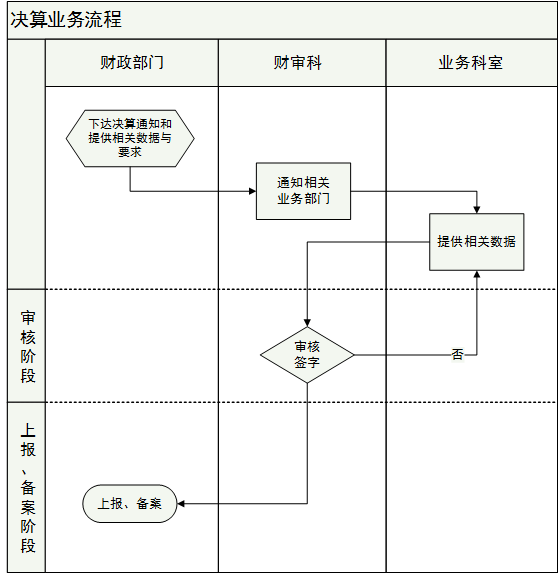 决算业务流程
财政部门
财审科
业务科室
下达决算通知和
提供相关数据与
要求
通知相关
业务部门
提供相关数据
审核阶段
审核
签字
否
上报、备案阶段
上报、备案